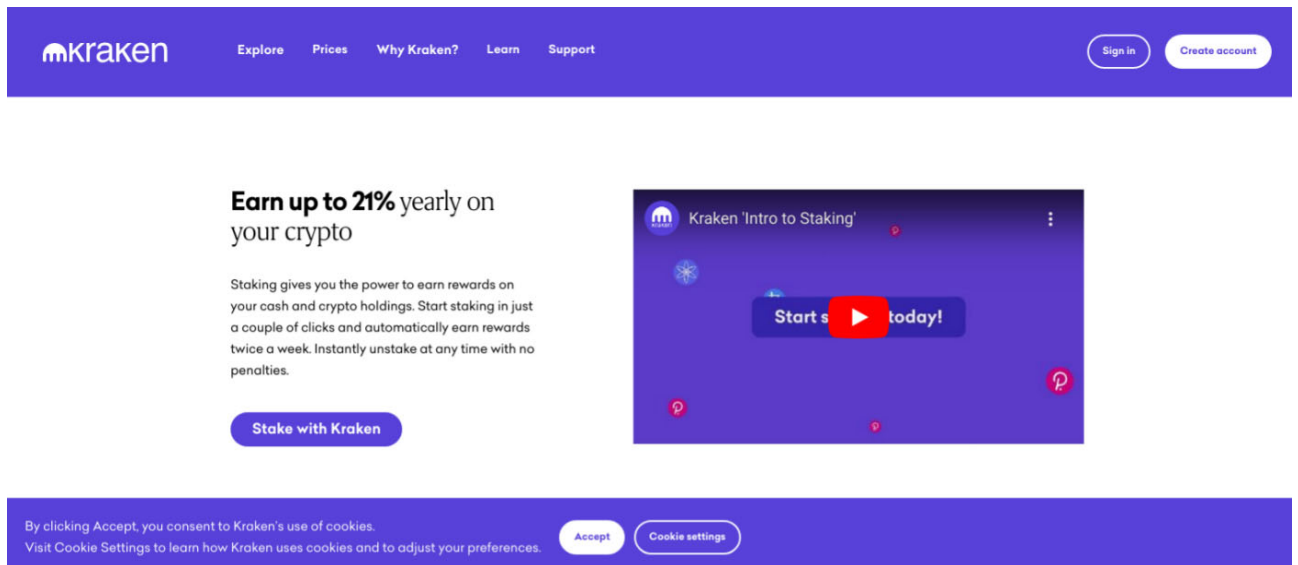 mkraken
Explore Prices Why Kraken? Learn Support
Sign in Create account
Earn up to 21% yearly on
your crypto
Staking gives you the power to earn rewards on
your cash and crypto holdings. Start staking in just
a couple of clicks and automatically earn rewards
twice a week. Instantly unstake at any time with no
penalties.
Stake with Kraken
Kraken 'Intro to Staking'
Start s today!
By clicking Accept, you consent to Kraken's use of cookies.
Visit Cookie Settings to learn how Kraken uses cookies and to adjust your preferences.
Accept Cookie settings